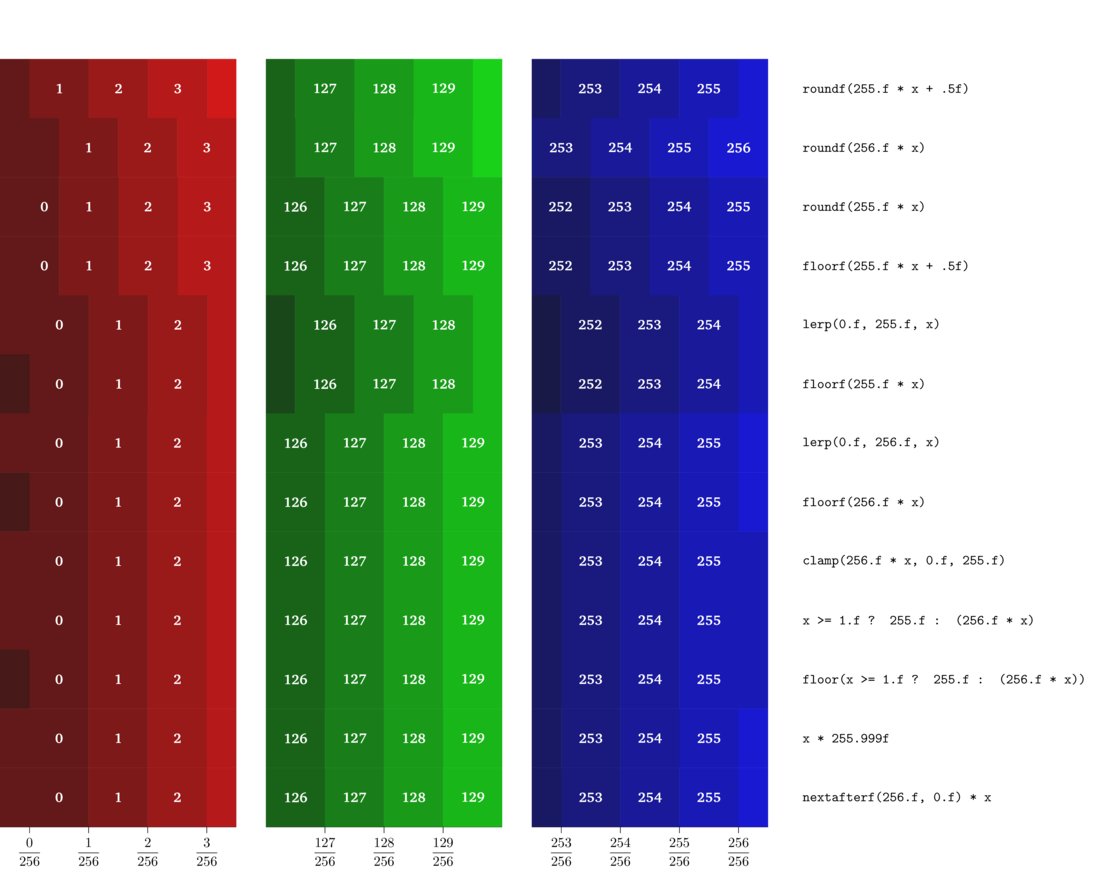 1 2 3 127 128 129 253 254 255 roundf(255.f * x + .5f)
1 2 3 127 128 129 253 254 255 256 roundf(256.f * x)
0 1 2 3 126 127 128 129 252 253 254 255 roundf(255.f * x)
0 1 2 3 126 127 128 129 252 253 254 255 floorf(255.f * x + .5f)
0 1 2 126 127 128 252 253 254 lerp(0.f, 255.f, x)
0 1 2 126 127 128 252 253 254 floorf(255.f * x)
0 1 2 126 127 128 129 253 254 255 lerp(0.f, 256.f, x)
0 1 2 126 127 128 129 253 254 255 floorf(256.f * x)
0 1 2 126 127 128 129 253 254 255 clamp(256.f * x, 0.f, 255.f)
0 1 2 126 127 128 129 253 254 255 x >= 1.f ? 255.f : (256.f * x)
0 1 2 126 127 128 129 253 254 255 floor(x >= 1.f ? 255.f : (256.f * x))
0 1 2 126 127 128 129 253 254 255 x * 255.999f
0 1 2 126 127 128 129 253 254 255 nextafterf(256.f, 0.f) * x
0 1 2 3 127 128 129 253 254 255 256
256 256 256 256 256 256 256 256 256 256 256